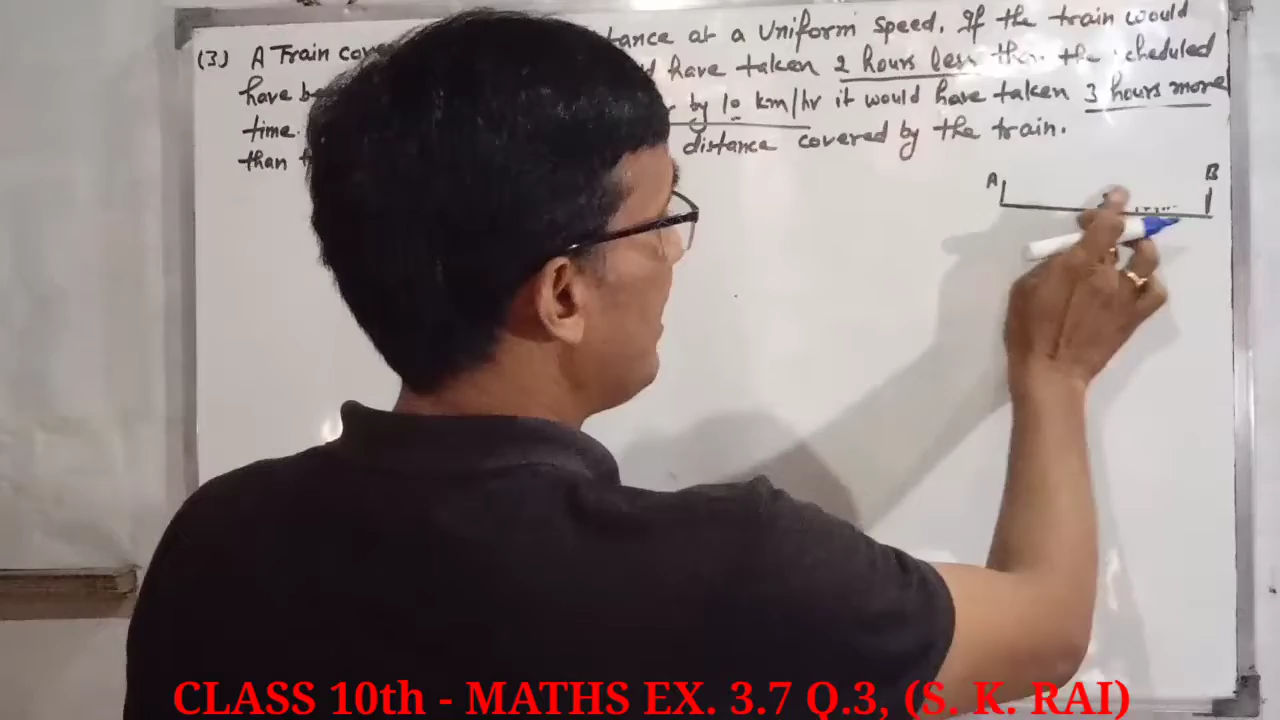 (3) A Train cov tance at a Uniform speed. If the train would
have be have taken 2 hours less then the scheduled
time. by 10 km/hr it would have taken 3 hours more
than distance covered by the train.
A B
CLASS 10th - MATHS EX. 3.7 Q.3, (S. K. RAI)